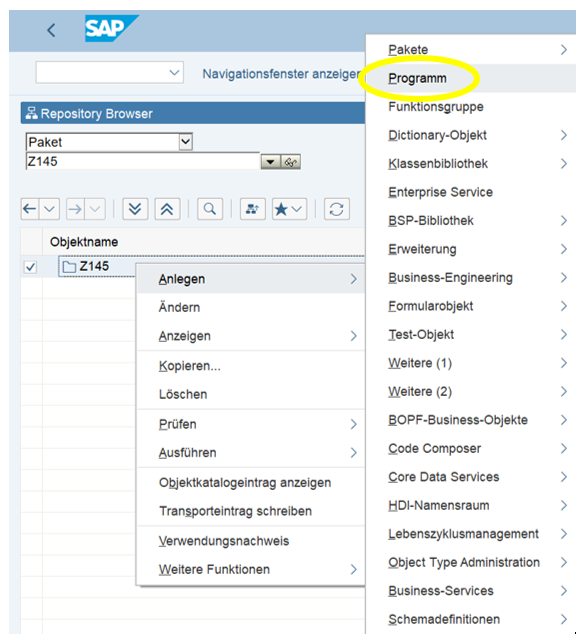 SAP
Navigationsfenster anzeigen
Repository Browser
Paket
Z145
Objektname
Z145
Anlegen
Ändern
Anzeigen
Kopieren...
Löschen
Prüfen
Ausführen
Objektkatalogeintrag anzeigen
Transporteintrag schreiben
Verwendungsnachweis
Weitere Funktionen
Pakete
Programm
Funktionsgruppe
Dictionary-Objekt
Klassenbibliothek
Enterprise Service
BSP-Bibliothek
Erweiterung
Business-Engineering
Formularobjekt
Test-Objekt
Weitere (1)
Weitere (2)
BOPF-Business-Objekte
Code Composer
Core Data Services
HDI-Namensraum
Lebenszyklusmanagement
Object Type Administration
Business-Services
Schemadefinitionen